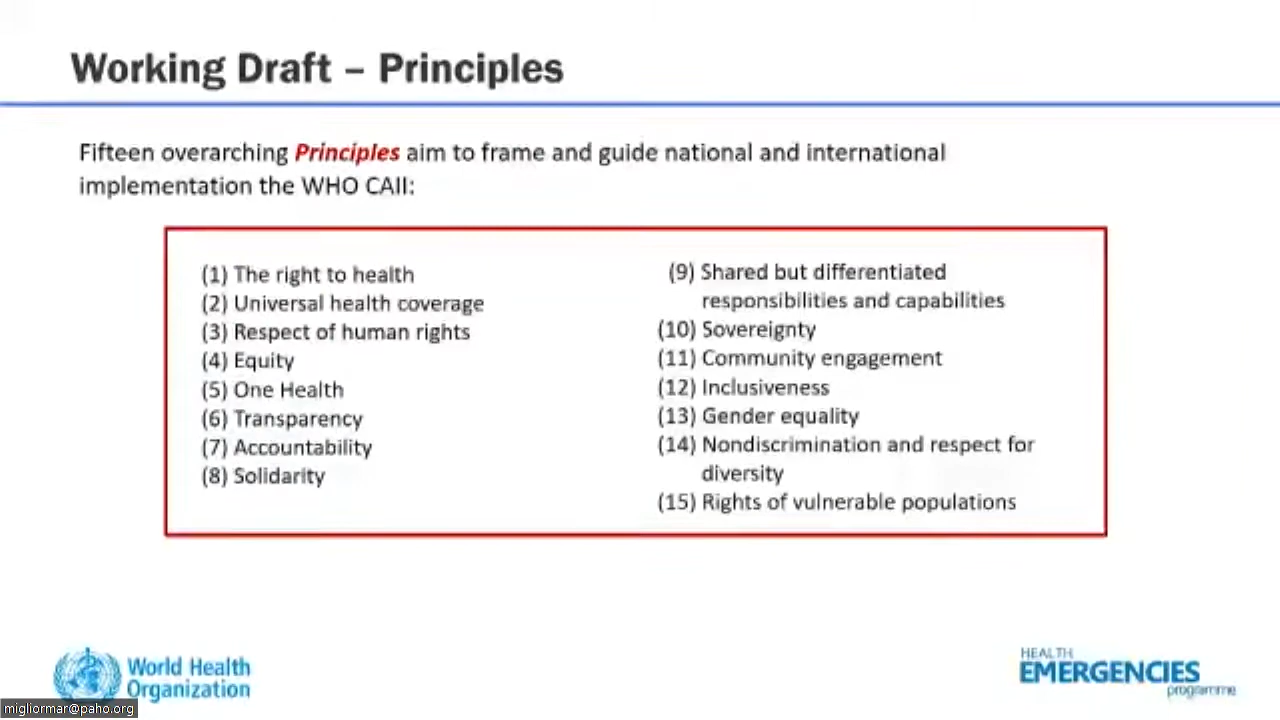 Working Draft – Principles
Fifteen overarching Principles aim to frame and guide national and international
implementation the WHO CAII:
(1) The right to health
(2) Universal health coverage
(3) Respect of human rights
(4) Equity
(5) One Health
(6) Transparency
(7) Accountability
(8) Solidarity
(9) Shared but differentiated
responsibilities and capabilities
(10) Sovereignty
(11) Community engagement
(12) Inclusiveness
(13) Gender equality
(14) Nondiscrimination and respect for
diversity
(15) Rights of vulnerable populations
World Health
Organization
HEALTH
EMERGENCIES
programme
migliormar@paho.org